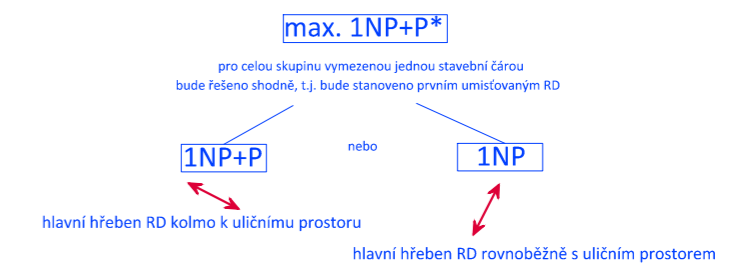 max. 1NP+P*
pro celou skupinu vymezenou jednou stavební čárou
bude řešeno shodně, t.j. bude stanoveno prvním umisťovaným RD
1NP+P
nebo
1NP
hlavní hřeben RD kolmo k uličnímu prostoru
hlavní hřeben RD rovnoběžně s uličním prostorem